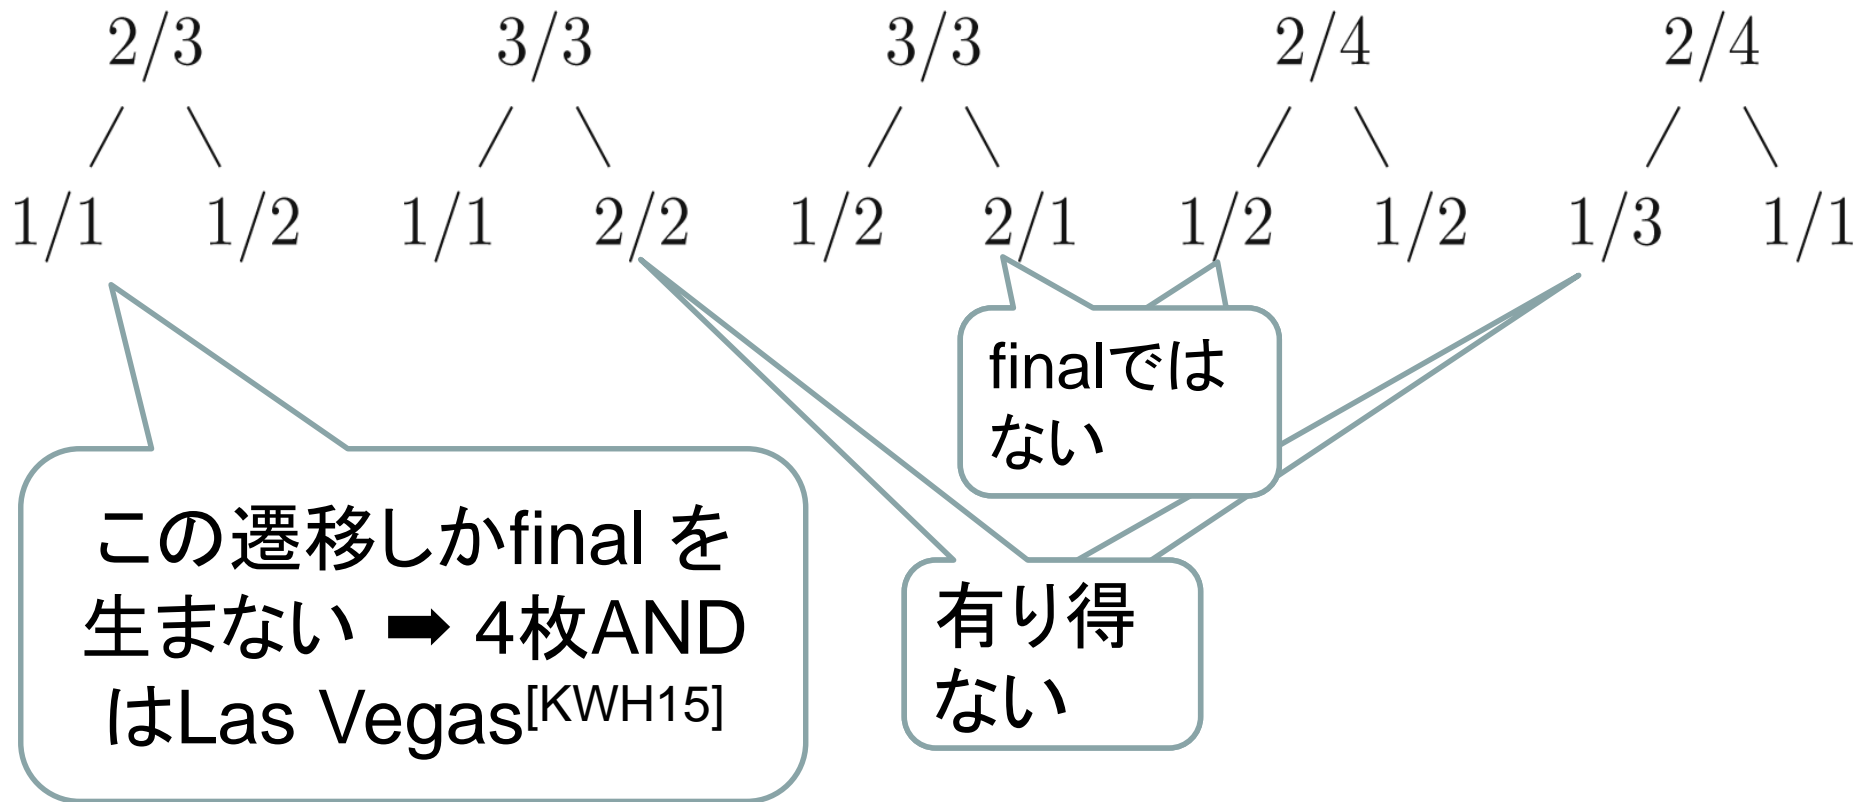 2/3 3/3 3/3 2/4 2/4
1/1 1/2 1/1 2/2 1/2 2/1 1/2 1/2 1/3 1/1
finalでは
ない
この遷移しかfinal を
生まない ➡ 4枚AND
はLas Vegas[KWH15]
有り得
ない